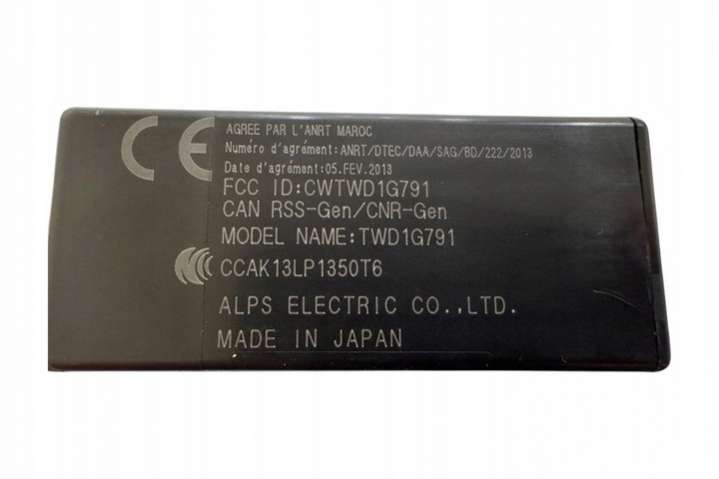 CE
AGREE PAR L'ANRT MAROC
Numéro d'agrément:ANRT/DTEC/DAA/SAG/BD/222/2013
Date d'agrément:05.FEV.2013
FCC ID:CWTWD1G791
CAN RSS-Gen/CNR-Gen
MODEL NAME:TWD1G791
CCAK13LP1350T6
ALPS ELECTRIC CO.,LTD.
MADE IN JAPAN